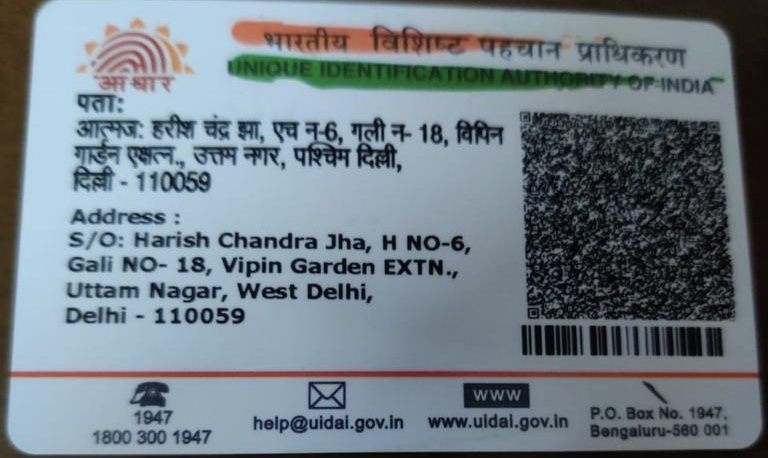 भारतीय विशिष्ट पहचान प्राधिकरण
UNIQUE IDENTIFICATION AUTHORITY OF INDIA
आधार
पता:
आत्मज: हरीश चंद्र झा, एच न-6, गली न- 18, विपिन
गार्डन एक्षत्न., उत्तम नगर, पश्चिम दिल्ली,
दिल्ली - 110059
Address :
S/O: Harish Chandra Jha, H NO-6,
Gali NO- 18, Vipin Garden EXTN.,
Uttam Nagar, West Delhi,
Delhi - 110059
1947
1800 300 1947
help@uidai.gov.in
WWW
www.uidai.gov.in
P.O. Box No. 1947,
Bengaluru-560 001